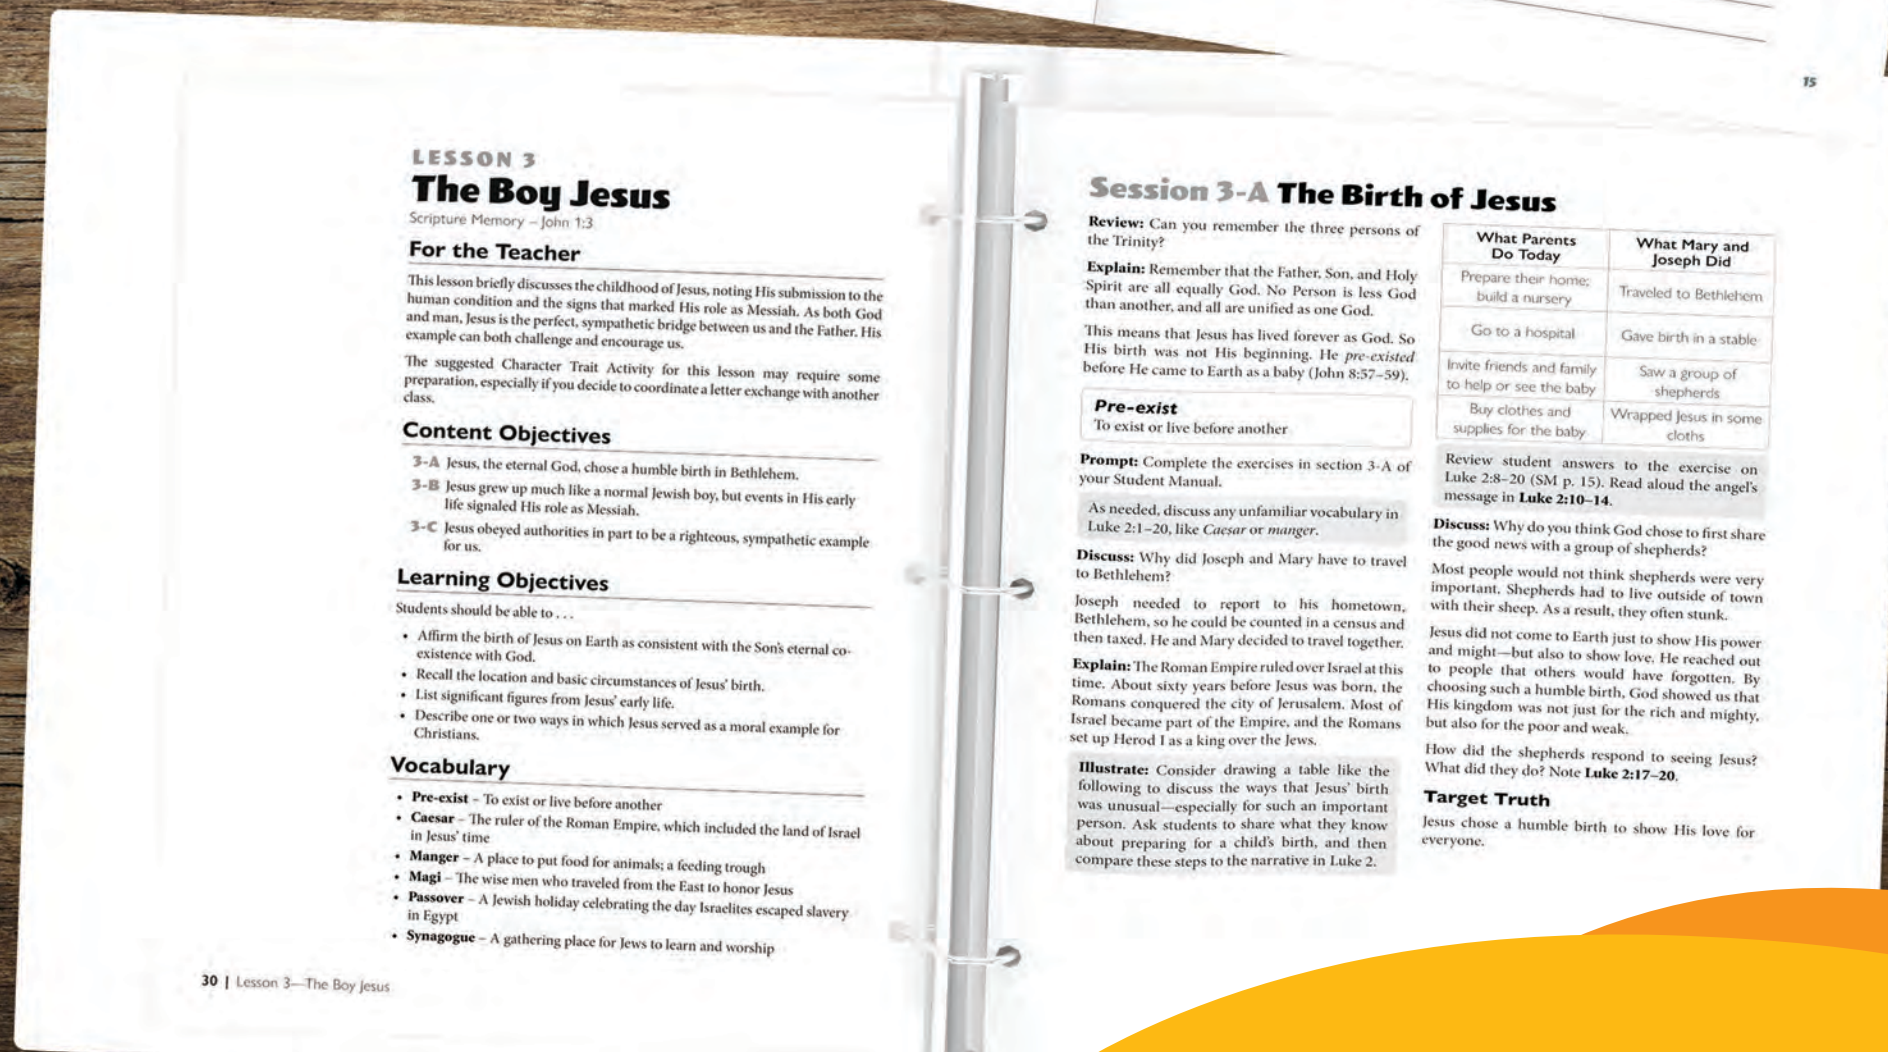 15
LESSON 3
The Boy Jesus
Scripture Memory – John 1:3
For the Teacher
This lesson briefly discusses the childhood of Jesus, noting His submission to the
human condition and the signs that marked His role as Messiah. As both God
and man, Jesus is the perfect, sympathetic bridge between us and the Father. His
example can both challenge and encourage us.
The suggested Character Trait Activity for this lesson may require some
preparation, especially if you decide to coordinate a letter exchange with another
class.
Content Objectives
3-A Jesus, the eternal God, chose a humble birth in Bethlehem.
3-B Jesus grew up much like a normal Jewish boy, but events in His early
life signaled His role as Messiah.
3-C Jesus obeyed authorities in part to be a righteous, sympathetic example
for us.
Learning Objectives
Students should be able to . . .
• Affirm the birth of Jesus on Earth as consistent with the Son's eternal co-
existence with God.
• Recall the location and basic circumstances of Jesus' birth.
• List significant figures from Jesus' early life.
• Describe one or two ways in which Jesus served as a moral example for
Christians.
Vocabulary
• Pre-exist – To exist or live before another
• Caesar – The ruler of the Roman Empire, which included the land of Israel
in Jesus' time
• Manger – A place to put food for animals; a feeding trough
• Magi – The wise men who traveled from the East to honor Jesus
• Passover – A Jewish holiday celebrating the day Israelites escaped slavery
in Egypt
• Synagogue – A gathering place for Jews to learn and worship
30 | Lesson 3—The Boy Jesus
Session 3-A The Birth of Jesus
Review: Can you remember the three persons of
the Trinity?
Explain: Remember that the Father, Son, and Holy
Spirit are all equally God. No Person is less God
than another, and all are unified as one God.
This means that Jesus has lived forever as God. So
His birth was not His beginning. He pre-existed
before He came to Earth as a baby (John 8:57–59).
Pre-exist
To exist or live before another
Prompt: Complete the exercises in section 3-A of
your Student Manual.
As needed, discuss any unfamiliar vocabulary in
Luke 2:1–20, like Caesar or manger.
Discuss: Why did Joseph and Mary have to travel
to Bethlehem?
Joseph needed to report to his hometown,
Bethlehem, so he could be counted in a census and
then taxed. He and Mary decided to travel together.
Explain: The Roman Empire ruled over Israel at this
time. About sixty years before Jesus was born, the
Romans conquered the city of Jerusalem. Most of
Israel became part of the Empire, and the Romans
set up Herod I as a king over the Jews.
Illustrate: Consider drawing a table like the
following to discuss the ways that Jesus' birth
was unusual—especially for such an important
person. Ask students to share what they know
about preparing for a child's birth, and then
compare these steps to the narrative in Luke 2.
What Parents
Do Today
What Mary and
Joseph Did
Prepare their home;
build a nursery
Traveled to Bethlehem
Go to a hospital
Gave birth in a stable
Invite friends and family
to help or see the baby
Saw a group of
shepherds
Buy clothes and
supplies for the baby
Wrapped Jesus in some
cloths
Review student answers to the exercise on
Luke 2:8–20 (SM p. 15). Read aloud the angel's
message in Luke 2:10–14.
Discuss: Why do you think God chose to first share
the good news with a group of shepherds?
Most people would not think shepherds were very
important. Shepherds had to live outside of town
with their sheep. As a result, they often stunk.
Jesus did not come to Earth just to show His power
and might—but also to show love. He reached out
to people that others would have forgotten. By
choosing such a humble birth, God showed us that
His kingdom was not just for the rich and mighty,
but also for the poor and weak.
How did the shepherds respond to seeing Jesus?
What did they do? Note Luke 2:17–20.
Target Truth
Jesus chose a humble birth to show His love for
everyone.